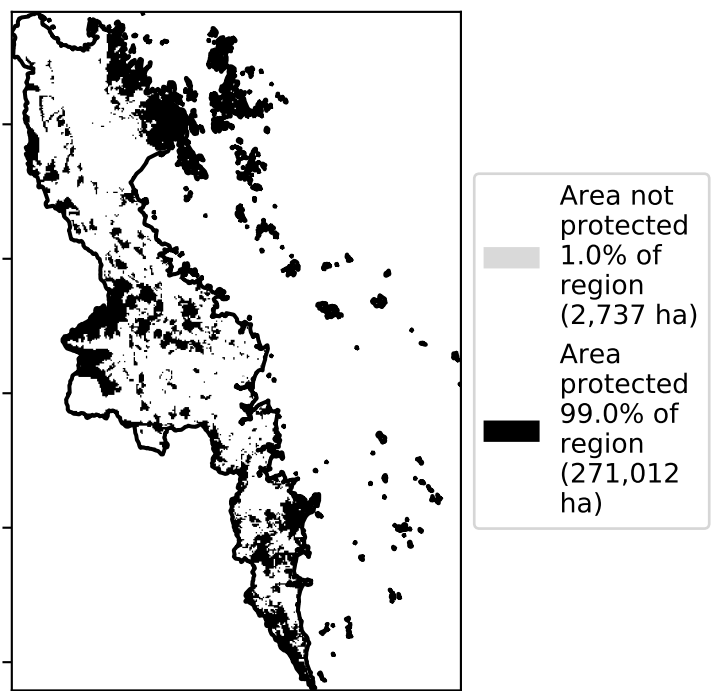 Area not
protected
1.0% of
region
(2,737 ha)
Area
protected
99.0% of
region
(271,012
ha)